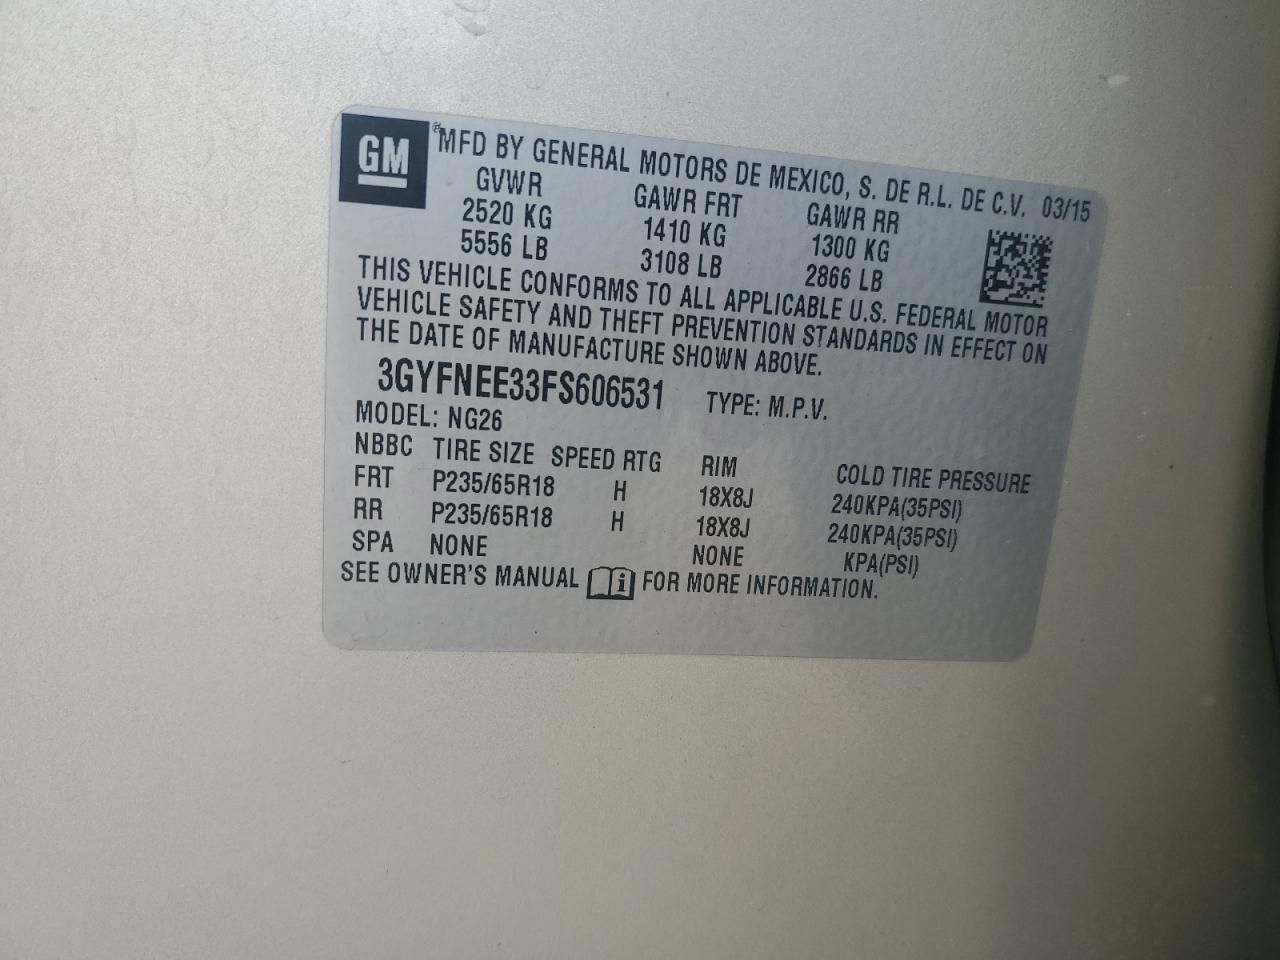 GM ® MFD BY GENERAL MOTORS DE MEXICO, S. DE R.L. DE C.V. 03/15
GVWR GAWR FRT GAWR RR
2520 KG 1410 KG 1300 KG
5556 LB 3108 LB 2866 LB
THIS VEHICLE CONFORMS TO ALL APPLICABLE U.S. FEDERAL MOTOR
VEHICLE SAFETY AND THEFT PREVENTION STANDARDS IN EFFECT ON
THE DATE OF MANUFACTURE SHOWN ABOVE.
3GYFNEE33FS606531 TYPE: M.P.V.
MODEL: NG26
NBBC TIRE SIZE SPEED RTG RIM COLD TIRE PRESSURE
FRT P235/65R18 H 18X8J 240KPA(35PSI)
RR P235/65R18 H 18X8J 240KPA(35PSI)
SPA NONE NONE KPA(PSI)
SEE OWNER'S MANUAL i FOR MORE INFORMATION.